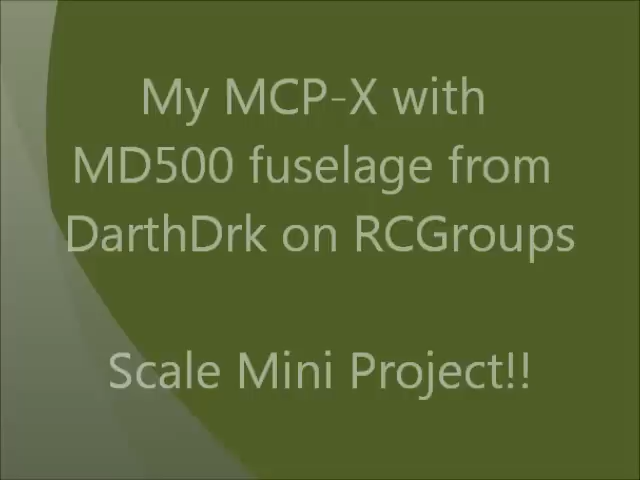 My MCP-X with
MD500 fuselage from
DarthDrk on RCGroups
Scale Mini Project!!